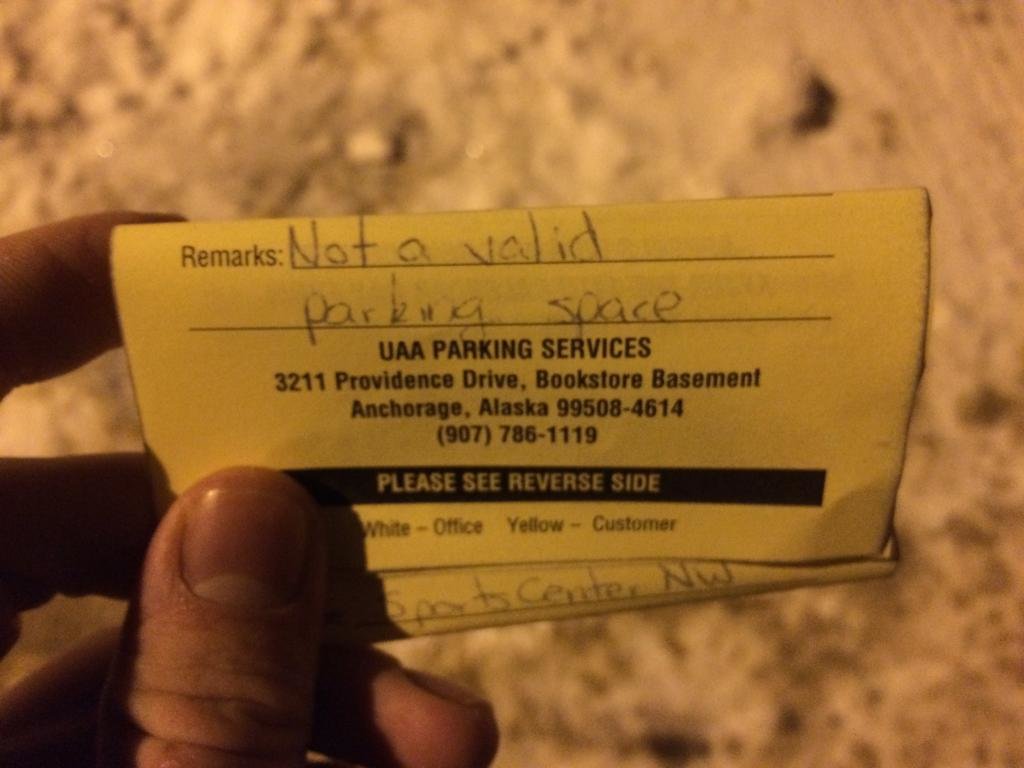 Remarks: Not a valid
parking space
UAA PARKING SERVICES
3211 Providence Drive, Bookstore Basement
Anchorage, Alaska 99508-4614
(907) 786-1119
PLEASE SEE REVERSE SIDE
White – Office Yellow – Customer
Sports Center NW